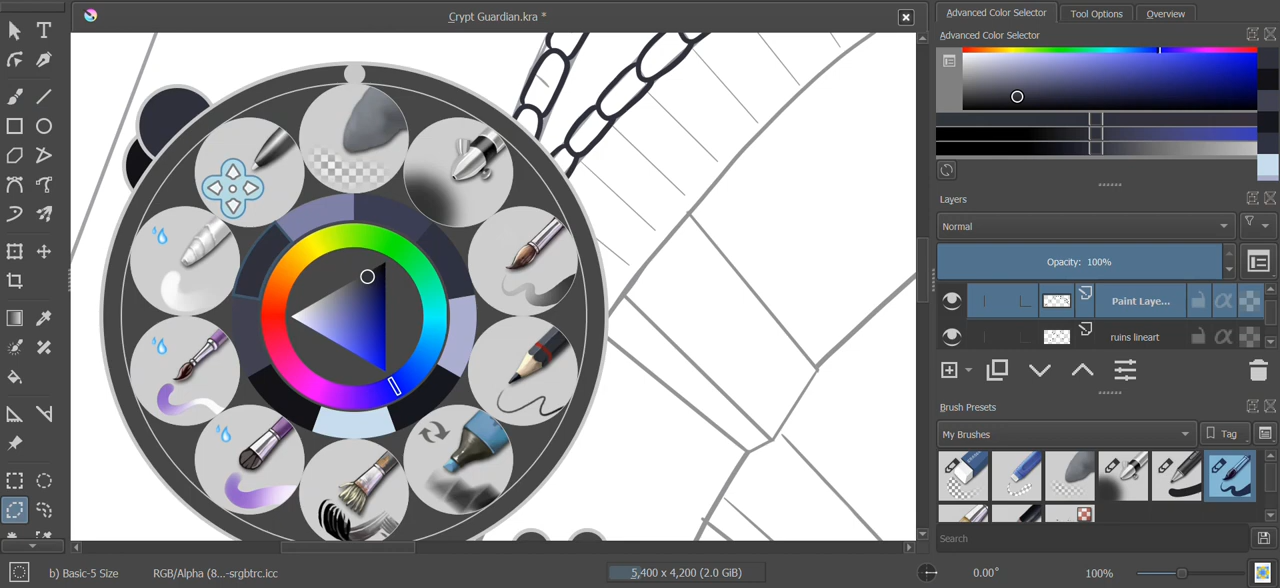 Crypt Guardian.kra *
Advanced Color Selector
Tool Options
Overview
Advanced Color Selector
Layers
Normal
Opacity: 100%
Paint Laye...
ruins lineart
Brush Presets
My Brushes
Tag
Search
b) Basic-5 Size
RGB/Alpha (8...-srgbtrc.icc
5,400 x 4,200 (2.0 GiB)
0.00°
100%